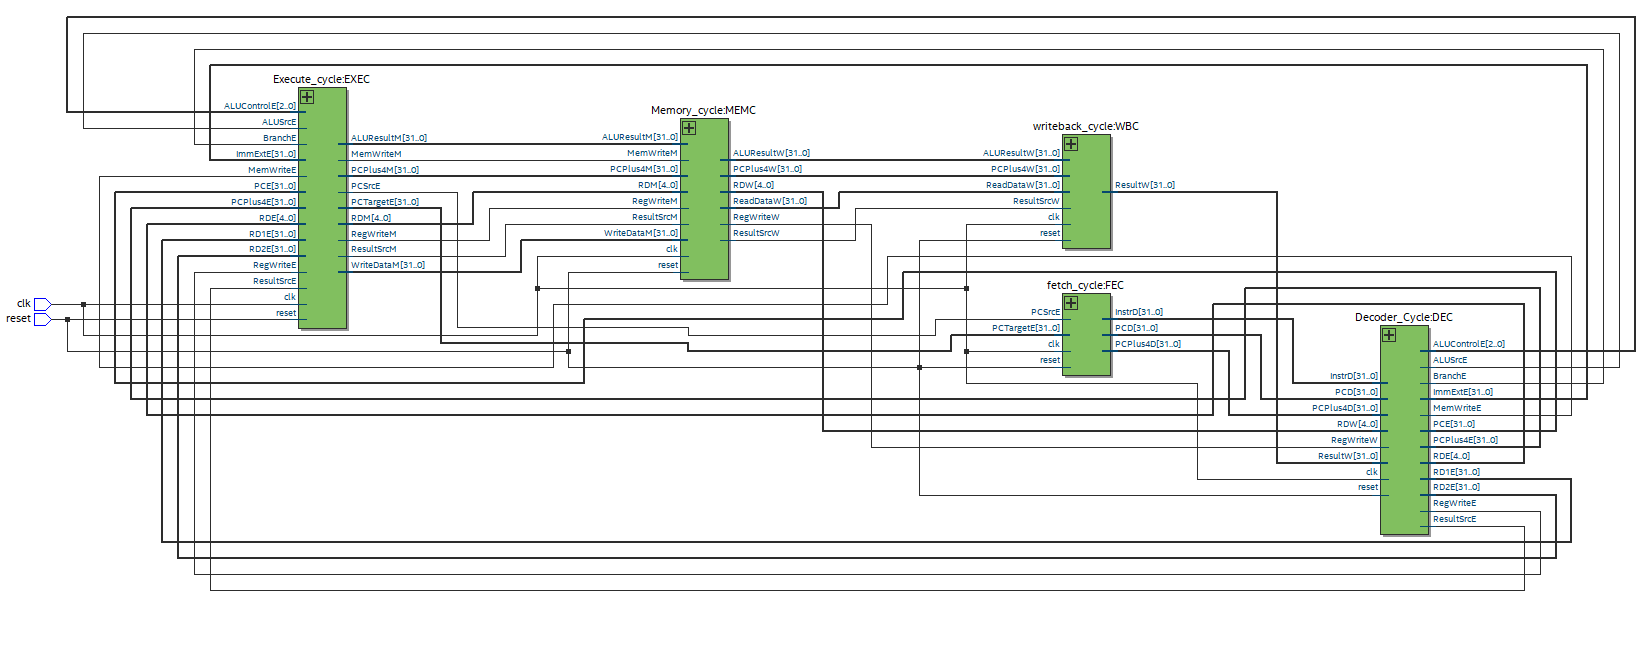 clk
reset
Execute_cycle:EXEC
ALUControlE[2..0]
ALUSrcE
BranchE
ImmExtE[31..0]
MemWriteE
PCE[31..0]
PCPlus4E[31..0]
RDE[4..0]
RD1E[31..0]
RD2E[31..0]
RegWriteE
ResultSrcE
clk
reset
ALUResultM[31..0]
MemWriteM
PCPlus4M[31..0]
PCSrcE
PCTargetE[31..0]
RDM[4..0]
RegWriteM
ResultSrcM
WriteDataM[31..0]
Memory_cycle:MEMC
ALUResultM[31..0]
MemWriteM
PCPlus4M[31..0]
RDM[4..0]
RegWriteM
ResultSrcM
WriteDataM[31..0]
clk
reset
ALUResultW[31..0]
PCPlus4W[31..0]
RDW[4..0]
ReadDataW[31..0]
RegWriteW
ResultSrcW
writeback_cycle:WBC
ALUResultW[31..0]
PCPlus4W[31..0]
ReadDataW[31..0]
ResultSrcW
clk
reset
ResultW[31..0]
fetch_cycle:FEC
PCSrcE
PCTargetE[31..0]
clk
reset
InstrD[31..0]
PCD[31..0]
PCPlus4D[31..0]
Decoder_Cycle:DEC
InstrD[31..0]
PCD[31..0]
PCPlus4D[31..0]
RDW[4..0]
RegWriteW
ResultW[31..0]
clk
reset
ALUControlE[2..0]
ALUSrcE
BranchE
ImmExtE[31..0]
MemWriteE
PCE[31..0]
PCPlus4E[31..0]
RDE[4..0]
RD1E[31..0]
RD2E[31..0]
RegWriteE
ResultSrcE